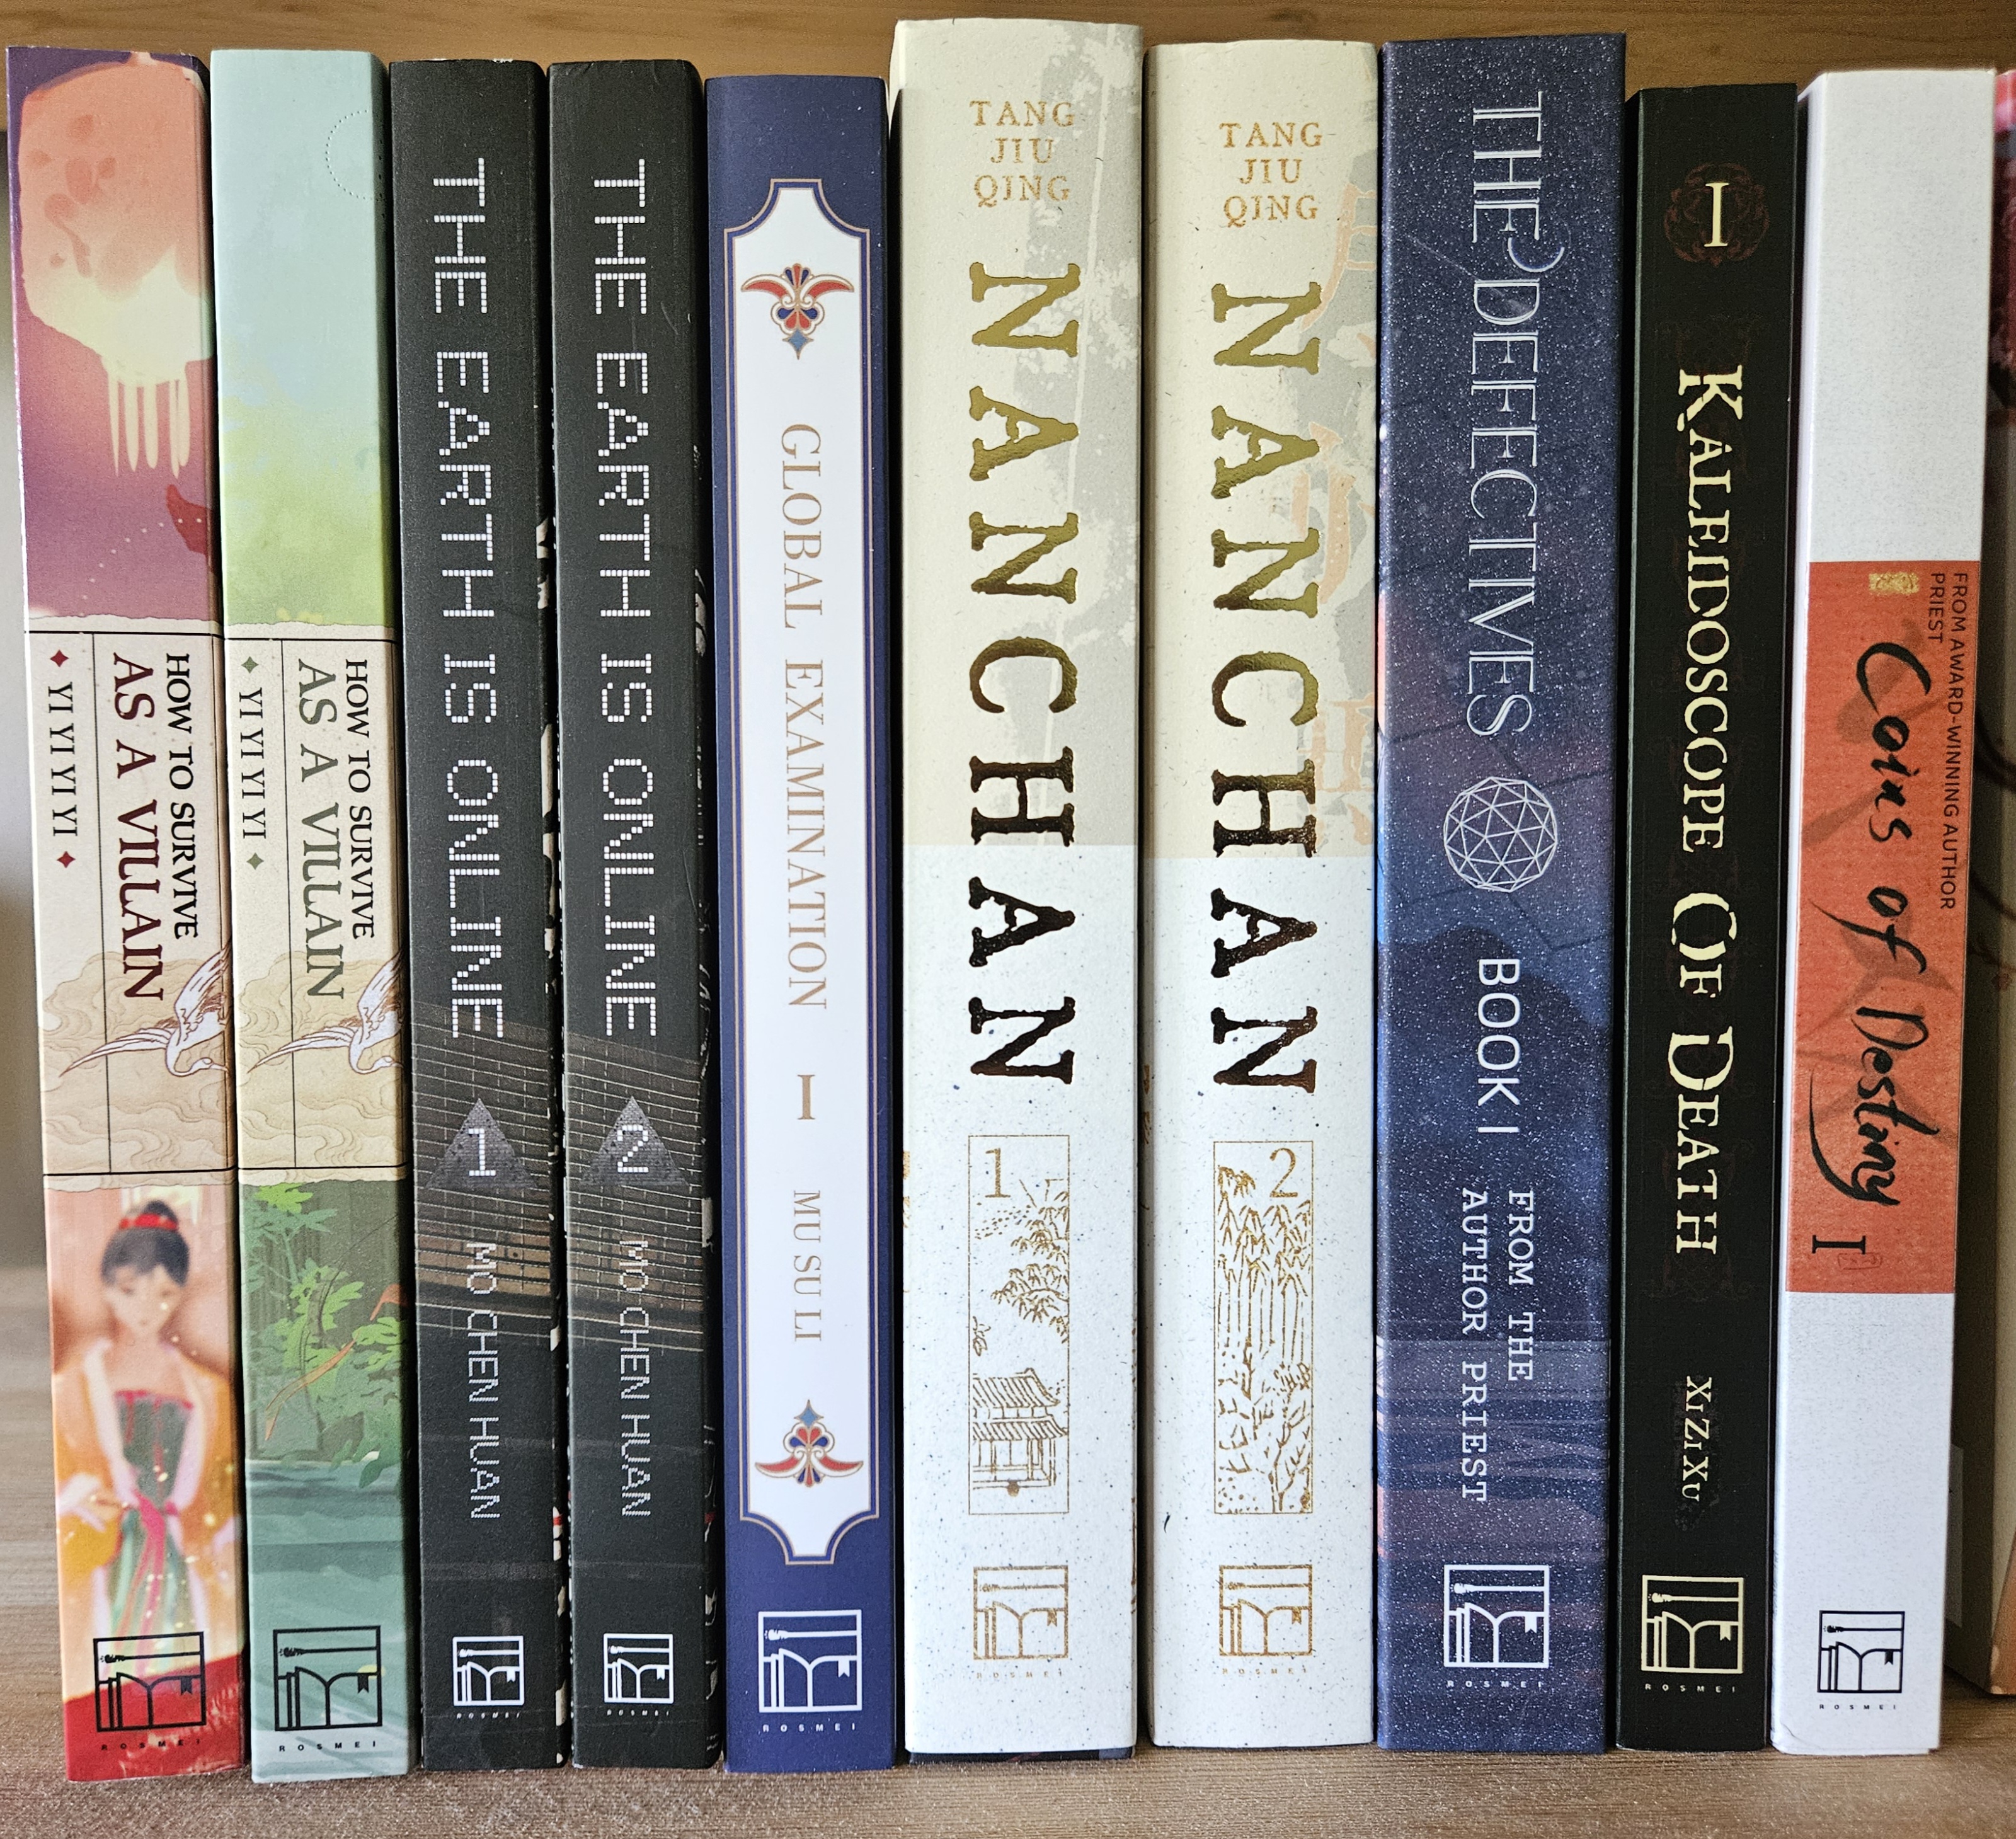 HOW TO SURVIVE
AS A VILLAIN
YI YI YI YI
ROSMEI
HOW TO SURVIVE
AS A VILLAIN
YI YI YI YI
ROSMEI
THE EARTH IS ONLINE
1
MO CHEN HUAN
ROSMEI
THE EARTH IS ONLINE
2
MO CHEN HUAN
ROSMEI
GLOBAL EXAMINATION I MU SU LI
ROSMEI
TANG
JIU
QING
NANCHAN
1
ROSMEI
TANG
JIU
QING
NANCHAN
2
ROSMEI
THE DEFECTIVES
BOOK I
FROM THE
AUTHOR PRIEST
ROSMEI
I
KALEIDOSCOPE OF DEATH
XI ZI XU
ROSMEI
FROM AWARD-WINNING AUTHOR
PRIEST
Coins of Destiny
I
ROSMEI